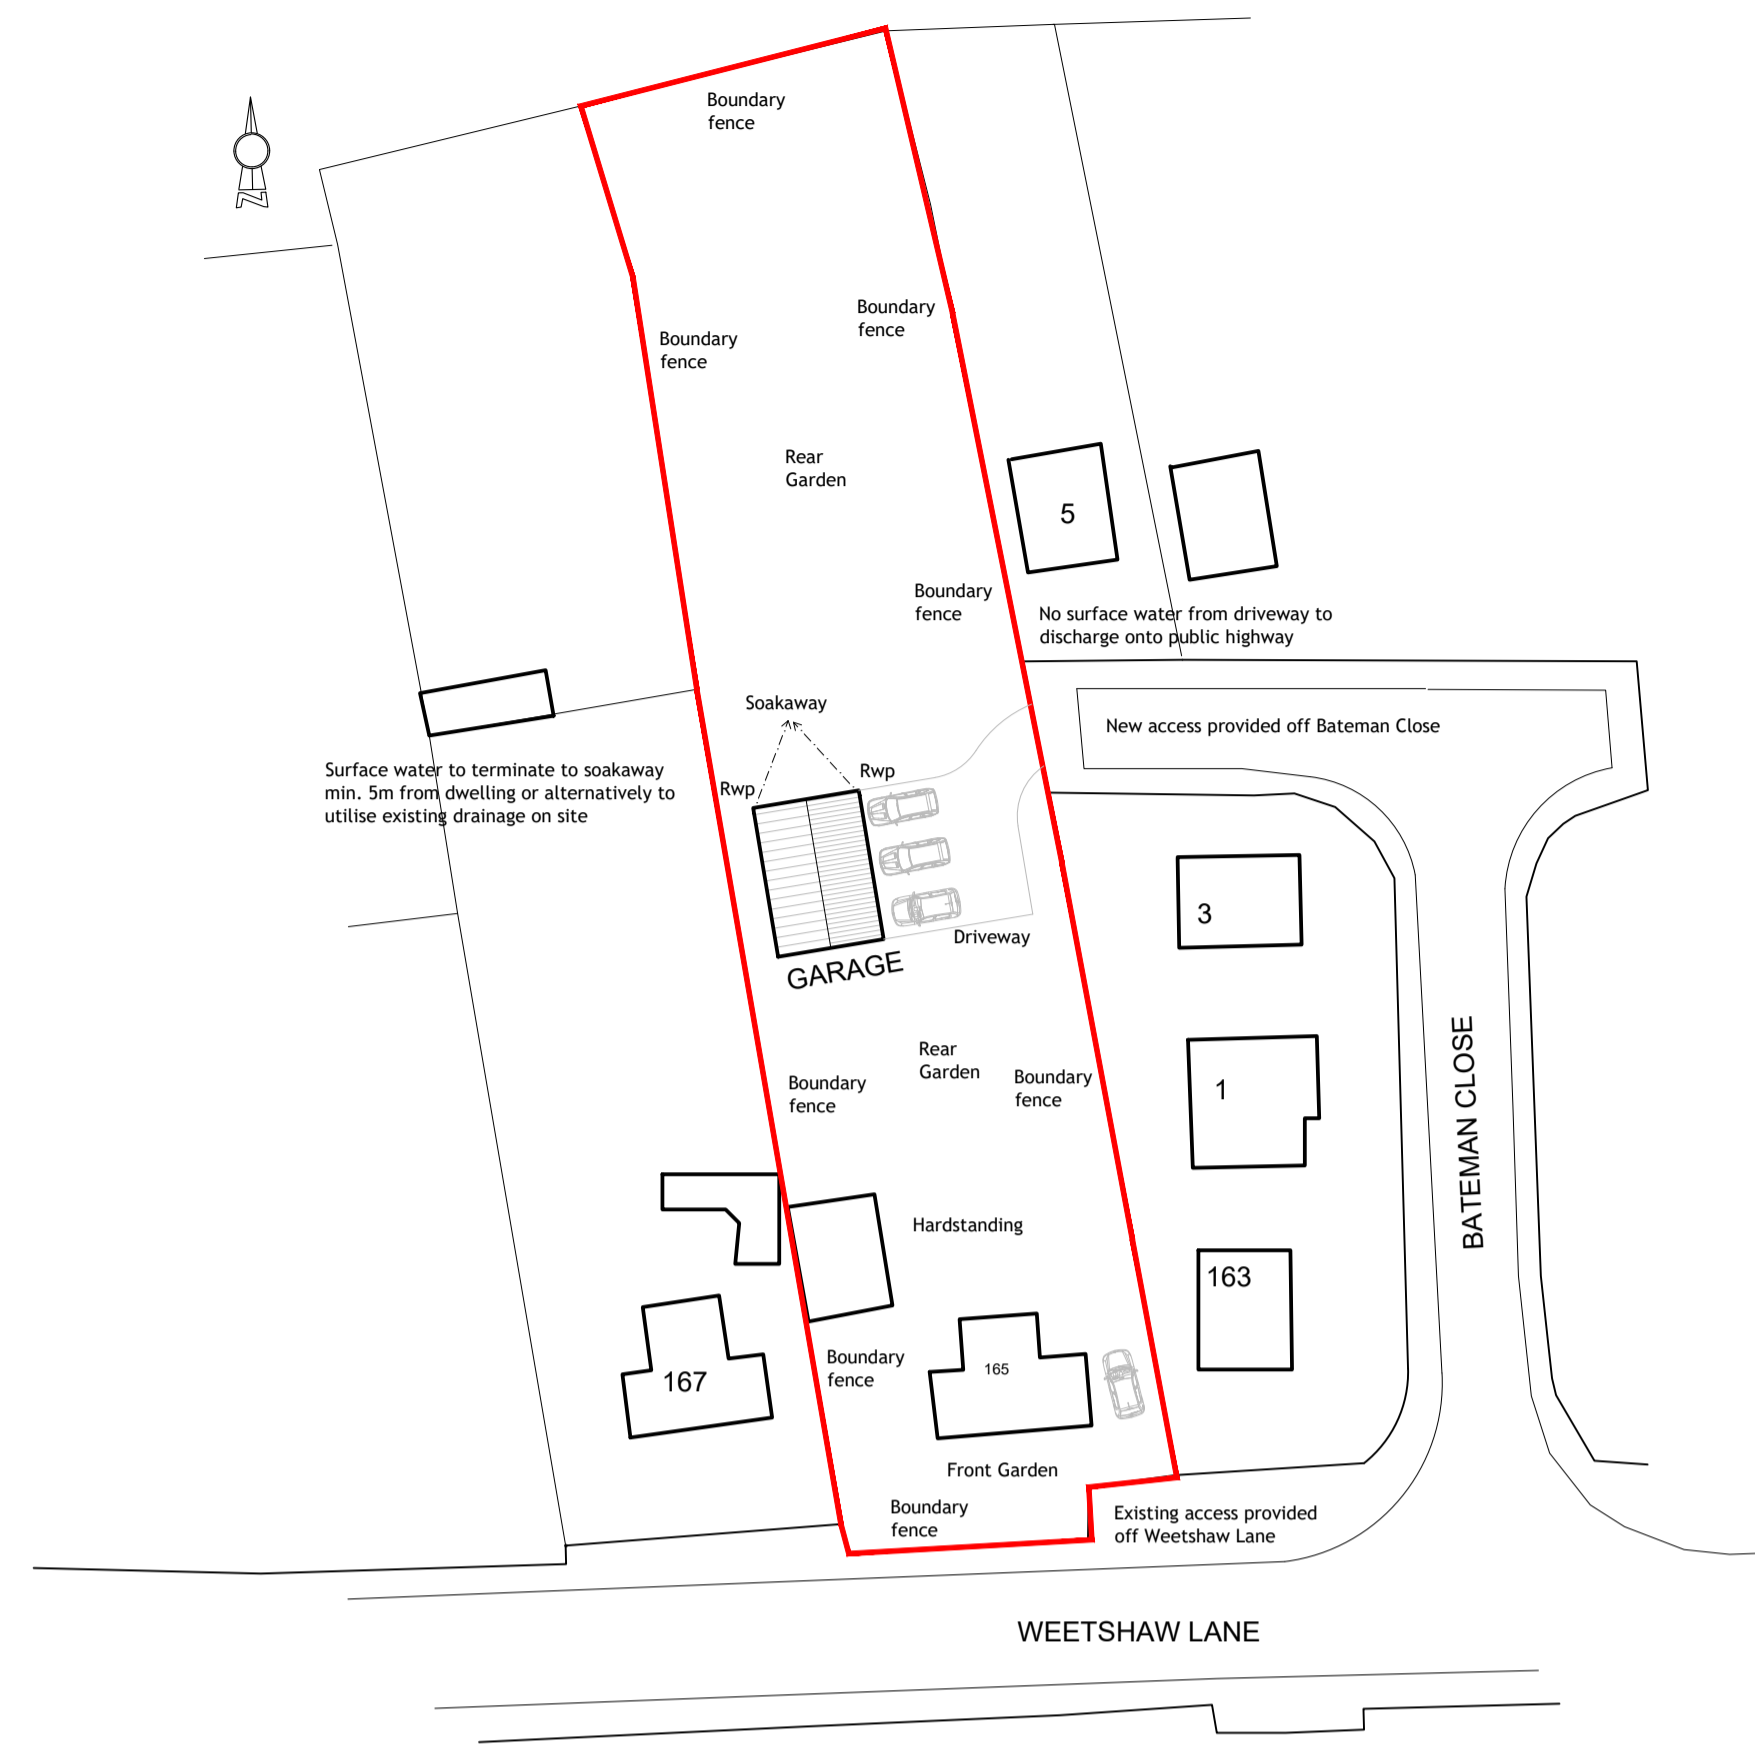 Boundary
fence
N
Boundary
fence
Boundary
fence
Rear
Garden
5
Boundary
fence
No surface water from driveway to
discharge onto public highway
Soakaway
New access provided off Bateman Close
Surface water to terminate to soakaway
min. 5m from dwelling or alternatively to
utilise existing drainage on site
Rwp
Rwp
3
Driveway
GARAGE
Rear
Garden
Boundary
fence
Boundary
fence
1
BATEMAN CLOSE
Hardstanding
163
Boundary
fence
165
167
Front Garden
Boundary
fence
Existing access provided
off Weetshaw Lane
WEETSHAW LANE